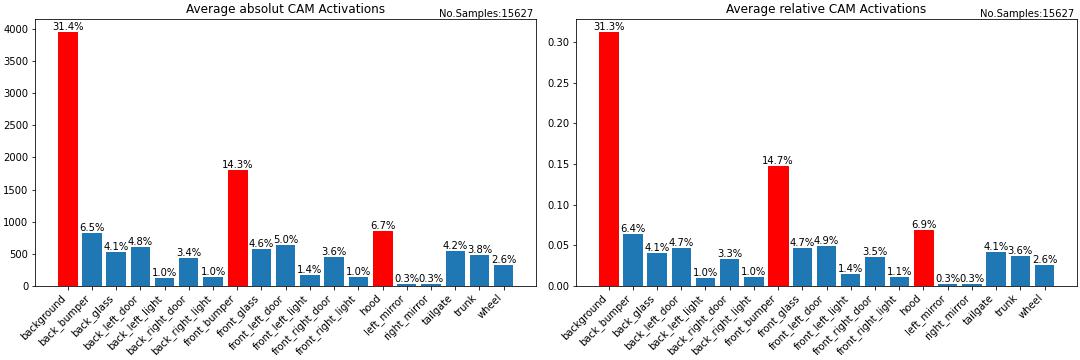 Average absolut CAM Activations
No.Samples:15627
4000
3500
3000
2500
2000
1500
1000
500
0
31.4%
6.5%
4.1%
4.8%
1.0%
3.4%
1.0%
14.3%
4.6%
5.0%
1.4%
3.6%
1.0%
6.7%
0.3%
0.3%
4.2%
3.8%
2.6%
background
back_bumper
back_glass
back_left_door
back_left_light
back_right_door
back_right_light
front_bumper
front_glass
front_left_door
front_left_light
front_right_door
front_right_light
hood
left_mirror
right_mirror
tailgate
trunk
wheel
Average relative CAM Activations
No.Samples:15627
0.30
0.25
0.20
0.15
0.10
0.05
0.00
31.3%
6.4%
4.1%
4.7%
1.0%
3.3%
1.0%
14.7%
4.7%
4.9%
1.4%
3.5%
1.1%
6.9%
0.3%
0.3%
4.1%
3.6%
2.6%
background
back_bumper
back_glass
back_left_door
back_left_light
back_right_door
back_right_light
front_bumper
front_glass
front_left_door
front_left_light
front_right_door
front_right_light
hood
left_mirror
right_mirror
tailgate
trunk
wheel